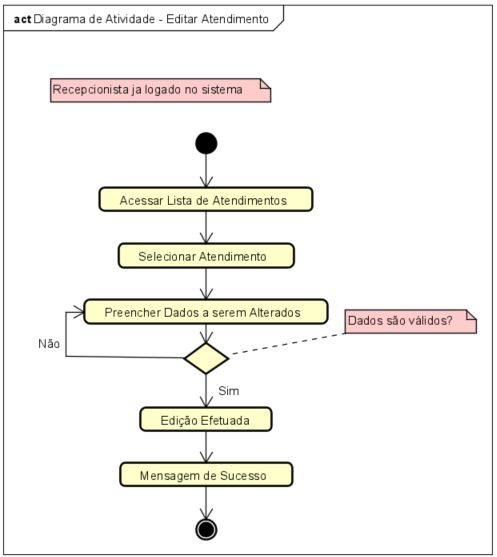 act Diagrama de Atividade - Editar Atendimento
Recepcionista ja logado no sistema
Acessar Lista de Atendimentos
Selecionar Atendimento
Preencher Dados a serem Alterados
Dados são válidos?
Não
Sim
Edição Efetuada
Mensagem de Sucesso